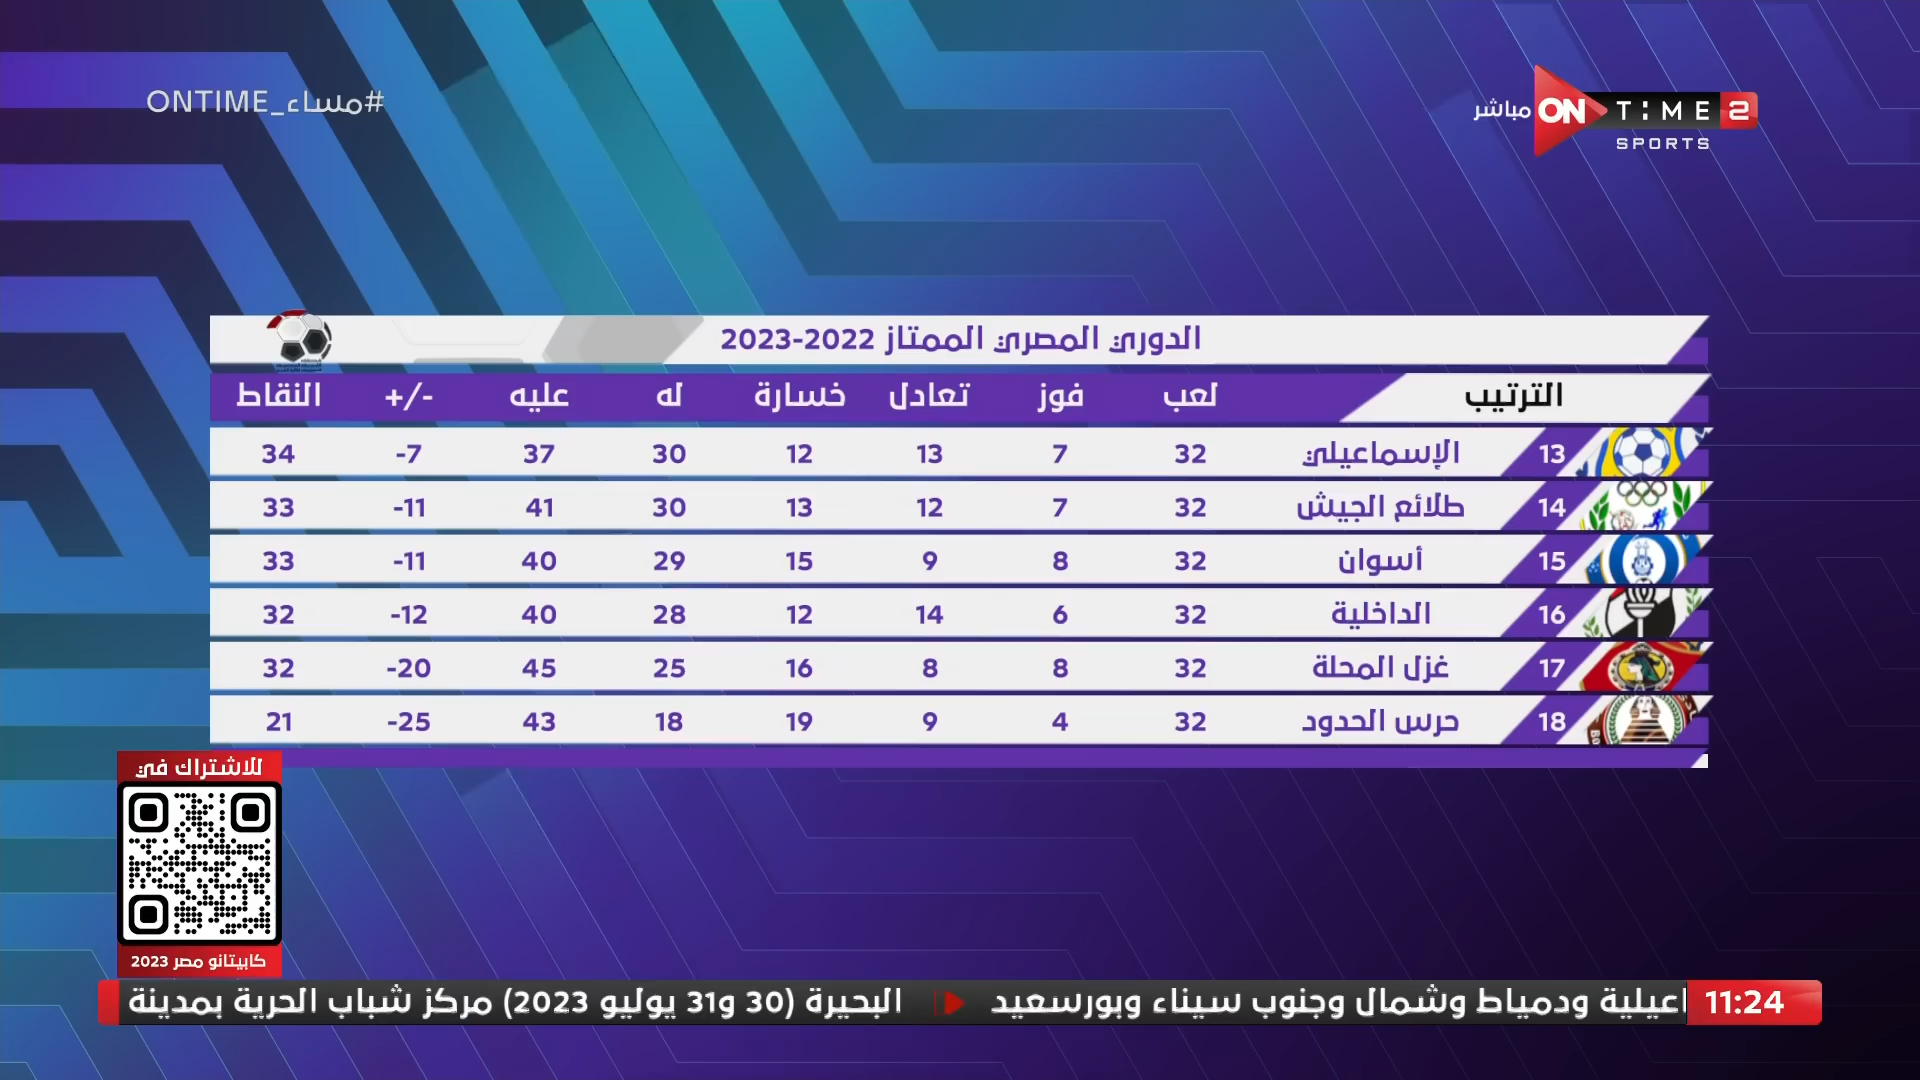 #مساء_ONTIME
مباشر ON TIME 2
SPORTS
الدوري المصري الممتاز 2022-2023
الترتيب لعب فوز تعادل خسارة له عليه +/- النقاط
13 الإسماعيلي 32 7 13 12 30 37 -7 34
14 طلائع الجيش 32 7 12 13 30 41 -11 33
15 أسوان 32 8 9 15 29 40 -11 33
16 الداخلية 32 6 14 12 28 40 -12 32
17 غزل المحلة 32 8 8 16 25 45 -20 32
18 حرس الحدود 32 4 9 19 18 43 -25 21
للاشتراك في
كابيتانو مصر 2023
11:24 اعيلية ودمياط وشمال وجنوب سيناء وبورسعيد البحيرة (30 و31 يوليو 2023) مركز شباب الحرية بمدينة